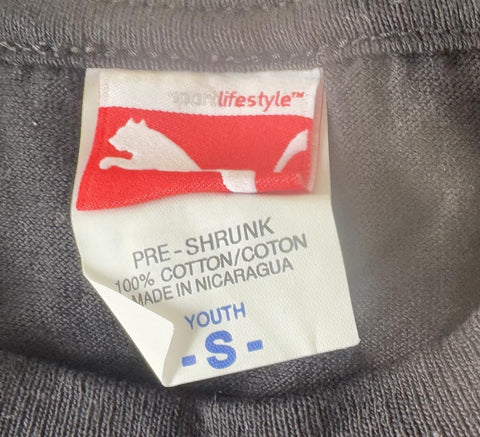 sportlifestyle™
PRE-SHRUNK
100% COTTON/COTON
MADE IN NICARAGUA
YOUTH
-S-